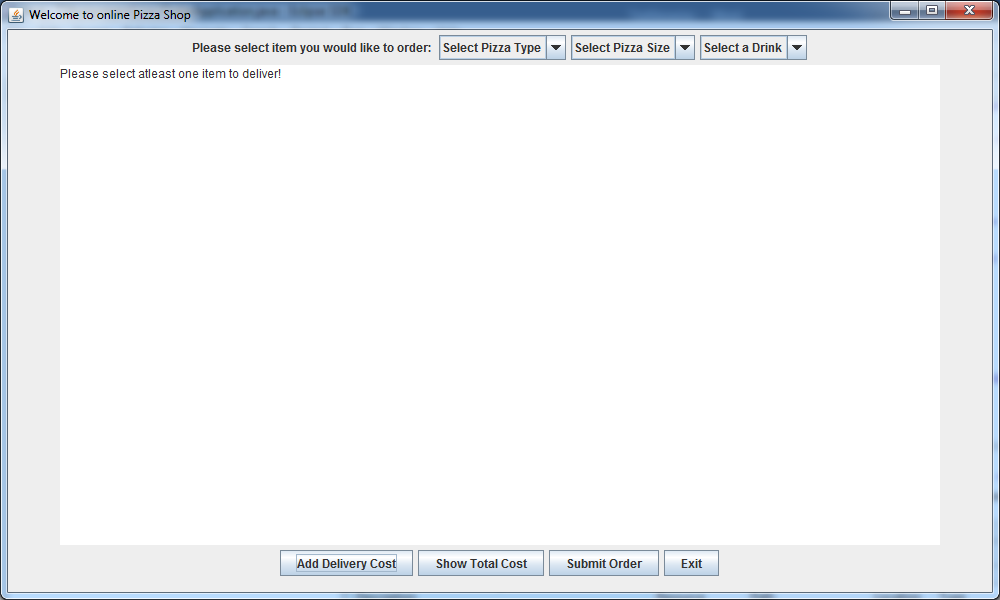 Welcome to online Pizza Shop
Please select item you would like to order: Select Pizza Type Select Pizza Size Select a Drink
Please select atleast one item to deliver!
Add Delivery Cost Show Total Cost Submit Order Exit